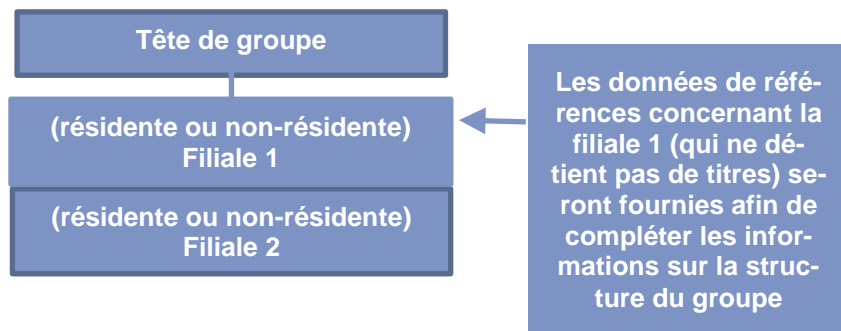 Tête de groupe
(résidente ou non-résidente)
Filiale 1
(résidente ou non-résidente)
Filiale 2
Les données de réfé-
rences concernant la
filiale 1 (qui ne dé-
tient pas de titres) se-
ront fournies afin de
compléter les infor-
mations sur la struc-
ture du groupe